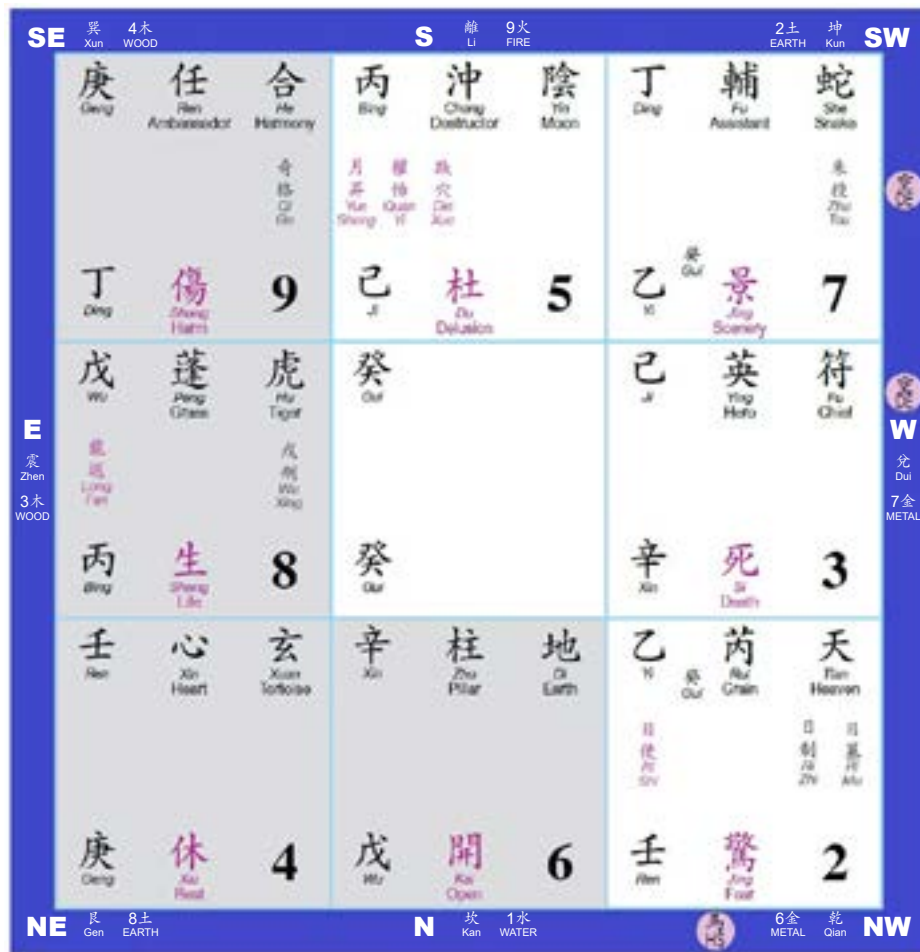 SE 巽 4木 S 離 9火 2土 坤 SW
Xun WOOD Li FIRE EARTH Kun
庚 任 合 丙 沖 陰 丁 輔 蛇
Geng Ren He Bing Chong Yin Ding Fu She
Ambassador Harmony Destructor Moon Assistant Snake
奇 月 權 跌 朱
格 昇 怡 穴 投
Qi Yue Quan Die Zhu
Ge Sheng Yi Xue Tou
癸
Gui
丁 傷 9 己 杜 5 乙 景 7
Ding Shang Ji Du Yi Jing
Harm Delusion Scenery
戊 蓬 虎 癸 己 英 符
Wu Peng Hu Gui Ji Ying Fu
Grass Tiger Hero Chief
E W
震 兌
Zhen Dui
3木 7金
WOOD METAL
戊
Long Wu
Xing
丙 生 8 癸 辛 死 3
Bing Sheng Gui Xin Si
Life Death
壬 心 玄 辛 柱 地 乙 芮 天
Ren Xin Xuan Xin Zhu Di Yi Rui Tian
Heart Tortoise Pillar Earth Grain Heaven
癸
Gui
日 日 日
使 制 墓
Shi Zhi Mu
庚 休 4 戊 開 6 壬 驚 2
Geng Xiu Wu Kai Ren Jing
Rest Open Fear
NE 艮 8土 N 坎 1水 馬 6金 乾 NW
Gen EARTH Kan WATER HS METAL Qian